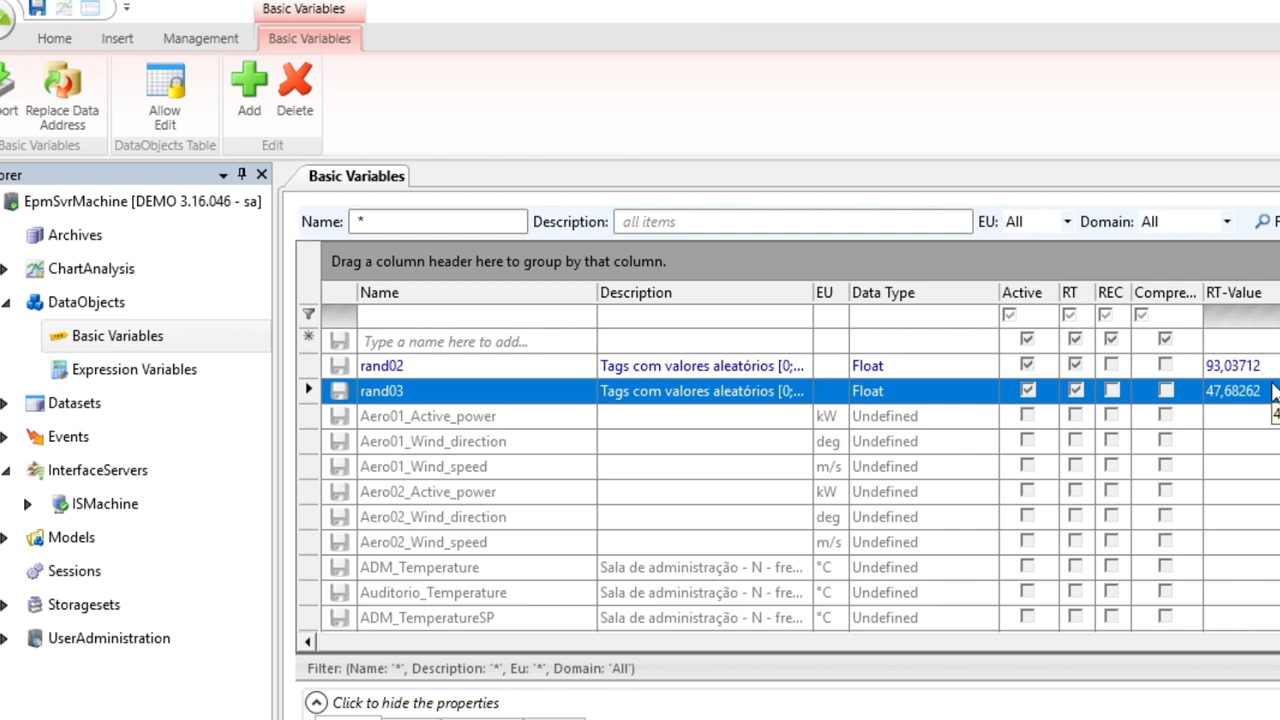 Basic Variables
Home Insert Management Basic Variables
ort Replace Data Address Allow Edit Add Delete
Basic Variables DataObjects Table Edit
orer
EpmSvrMachine [DEMO 3.16.046 - sa]
Archives
ChartAnalysis
DataObjects
Basic Variables
Expression Variables
Datasets
Events
InterfaceServers
ISMachine
Models
Sessions
Storagesets
UserAdministration
Basic Variables
Name: * Description: all items EU: All Domain: All F
Drag a column header here to group by that column.
Name Description EU Data Type Active RT REC Compre... RT-Value
Type a name here to add...
rand02 Tags com valores aleatórios [0;... Float 93,03712
rand03 Tags com valores aleatórios [0;... Float 47,68262
4
Aero01_Active_power kW Undefined
Aero01_Wind_direction deg Undefined
Aero01_Wind_speed m/s Undefined
Aero02_Active_power kW Undefined
Aero02_Wind_direction deg Undefined
Aero02_Wind_speed m/s Undefined
ADM_Temperature Sala de administração - N - fre... °C Undefined
Auditorio_Temperature Sala de administração - N - fre... °C Undefined
ADM_TemperatureSP Sala de administração - N - fre... °C Undefined
Filter: (Name: '*', Description: '*', Eu: '*', Domain: 'All')
Click to hide the properties